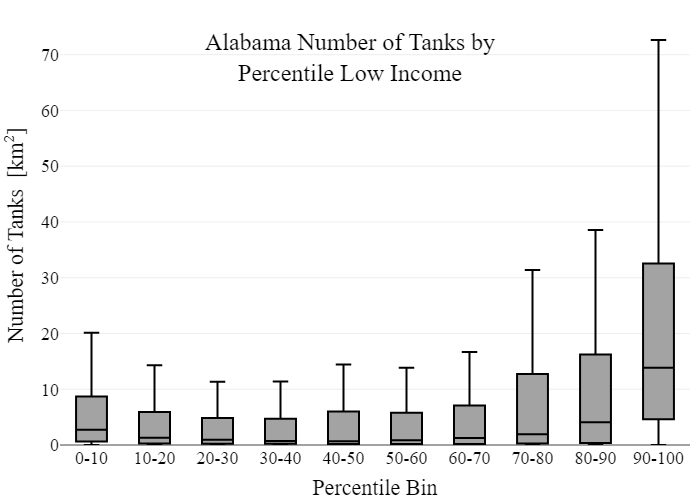 Alabama Number of Tanks by
Percentile Low Income
Number of Tanks [km²]
70
60
50
40
30
20
10
0
0-10 10-20 20-30 30-40 40-50 50-60 60-70 70-80 80-90 90-100
Percentile Bin